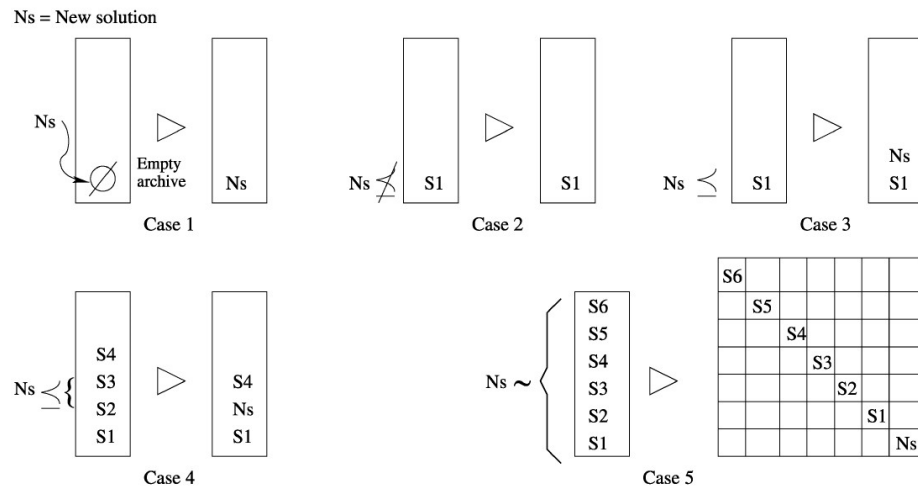 Ns = New solution
Ns
Empty
archive
Ns
Case 1
Ns ⋠ S1
S1
Case 2
Ns ≼ S1
Ns
S1
Case 3
Ns ≼ {
S4
S3
S2
S1
S4
Ns
S1
Case 4
Ns ~ {
S6
S5
S4
S3
S2
S1
S6
S5
S4
S3
S2
S1
Ns
Case 5